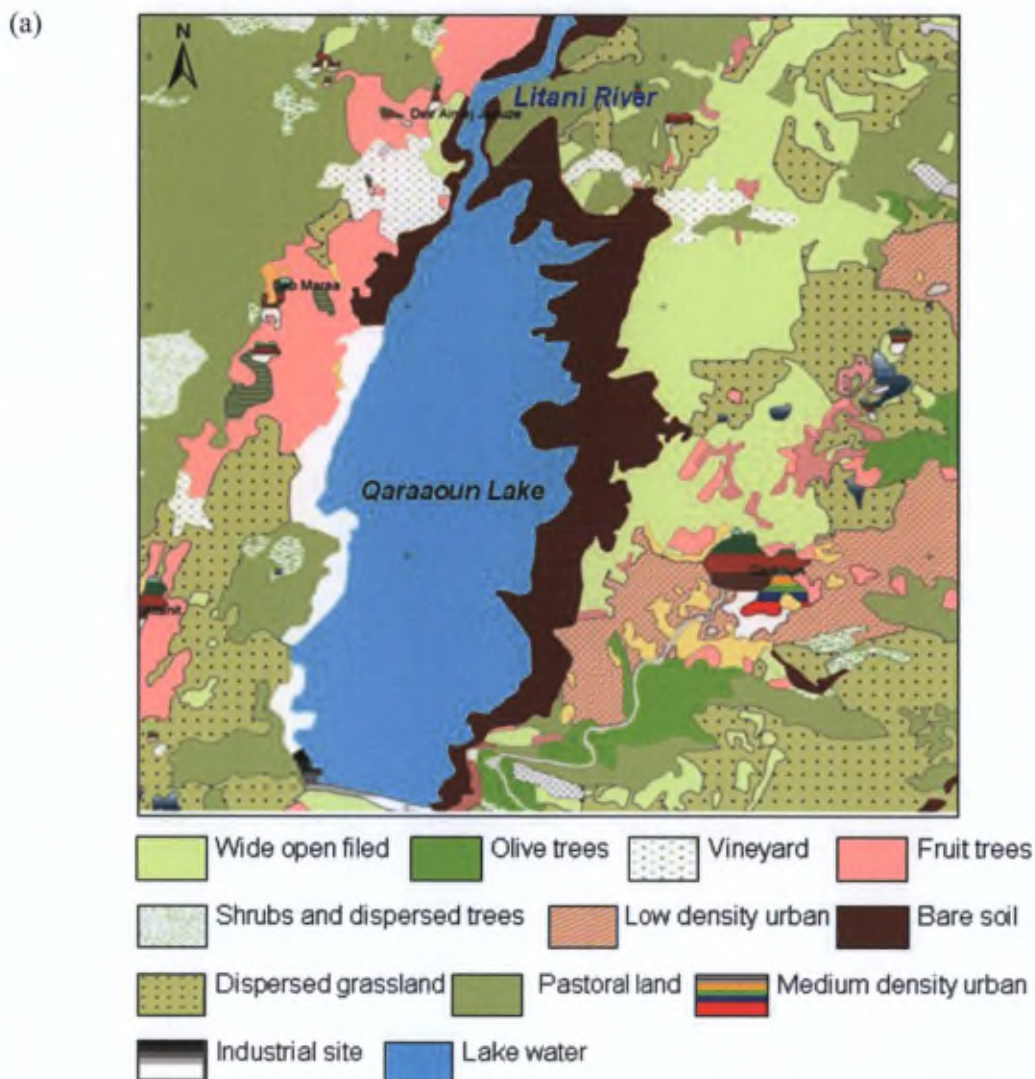 (a)
N
Litani River
Qaraaoun Lake
Wide open filed Olive trees Vineyard Fruit trees
Shrubs and dispersed trees Low density urban Bare soil
Dispersed grassland Pastoral land Medium density urban
Industrial site Lake water